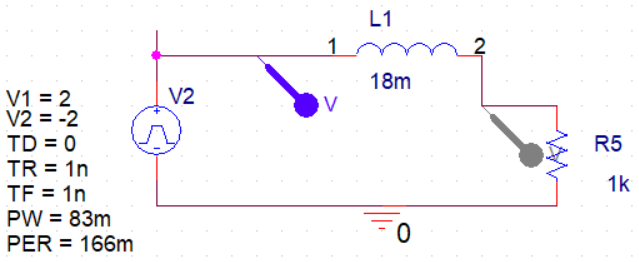 L1
1
2
18m
V
V2
V1 = 2
V2 = -2
TD = 0
TR = 1n
TF = 1n
PW = 83m
PER = 166m
V
R5
1k
0